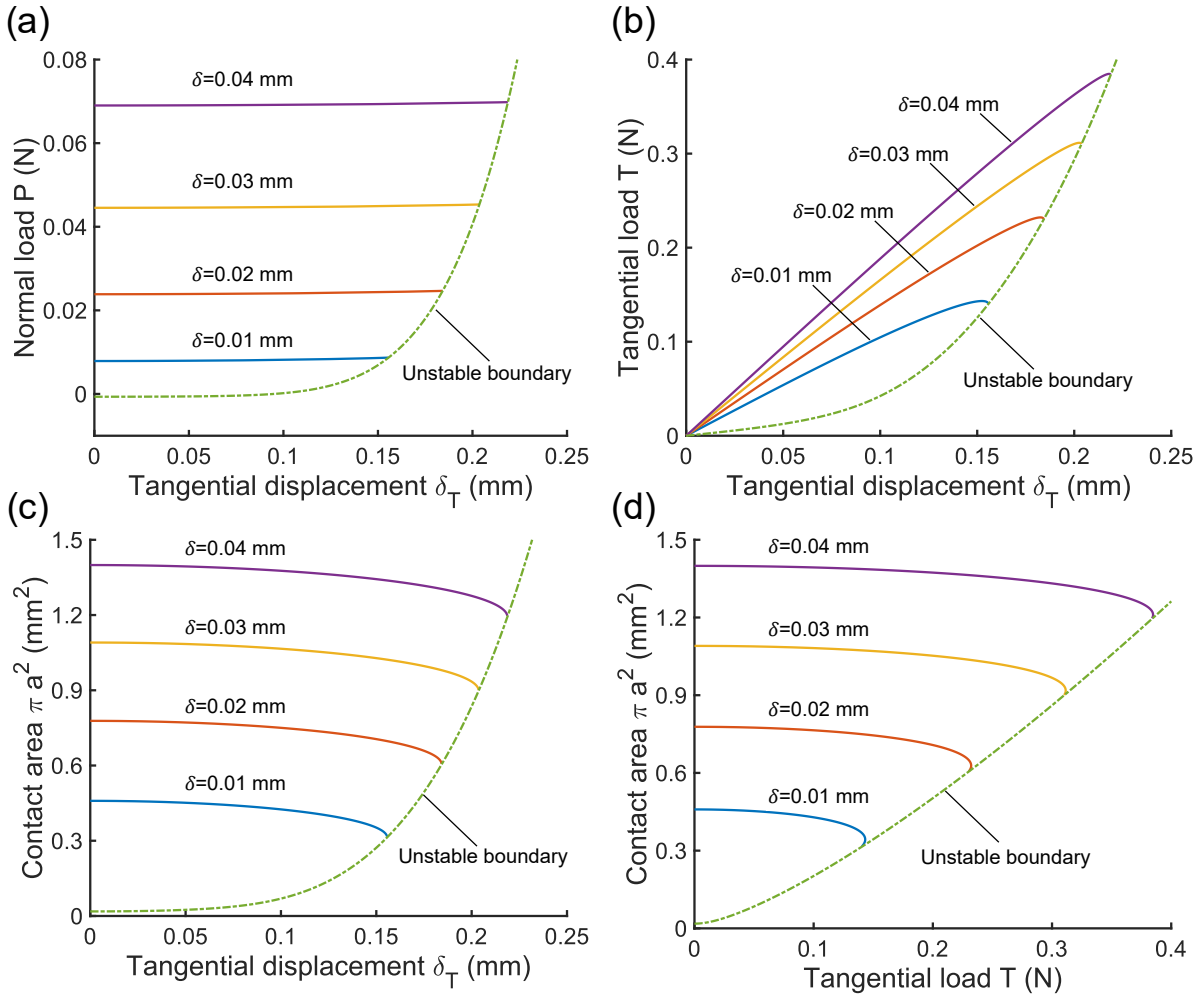 (a)
0.08
0.06
0.04
0.02
0
Normal load P (N)
δ=0.04 mm
δ=0.03 mm
δ=0.02 mm
δ=0.01 mm
Unstable boundary
0 0.05 0.1 0.15 0.2 0.25
Tangential displacement δ_T (mm)
(b)
0.4
0.3
0.2
0.1
0
Tangential load T (N)
δ=0.04 mm
δ=0.03 mm
δ=0.02 mm
δ=0.01 mm
Unstable boundary
0 0.05 0.1 0.15 0.2 0.25
Tangential displacement δ_T (mm)
(c)
1.5
1.2
0.9
0.6
0.3
0
Contact area π a² (mm²)
δ=0.04 mm
δ=0.03 mm
δ=0.02 mm
δ=0.01 mm
Unstable boundary
0 0.05 0.1 0.15 0.2 0.25
Tangential displacement δ_T (mm)
(d)
1.5
1.2
0.9
0.6
0.3
0
Contact area π a² (mm²)
δ=0.04 mm
δ=0.03 mm
δ=0.02 mm
δ=0.01 mm
Unstable boundary
0 0.1 0.2 0.3 0.4
Tangential load T (N)